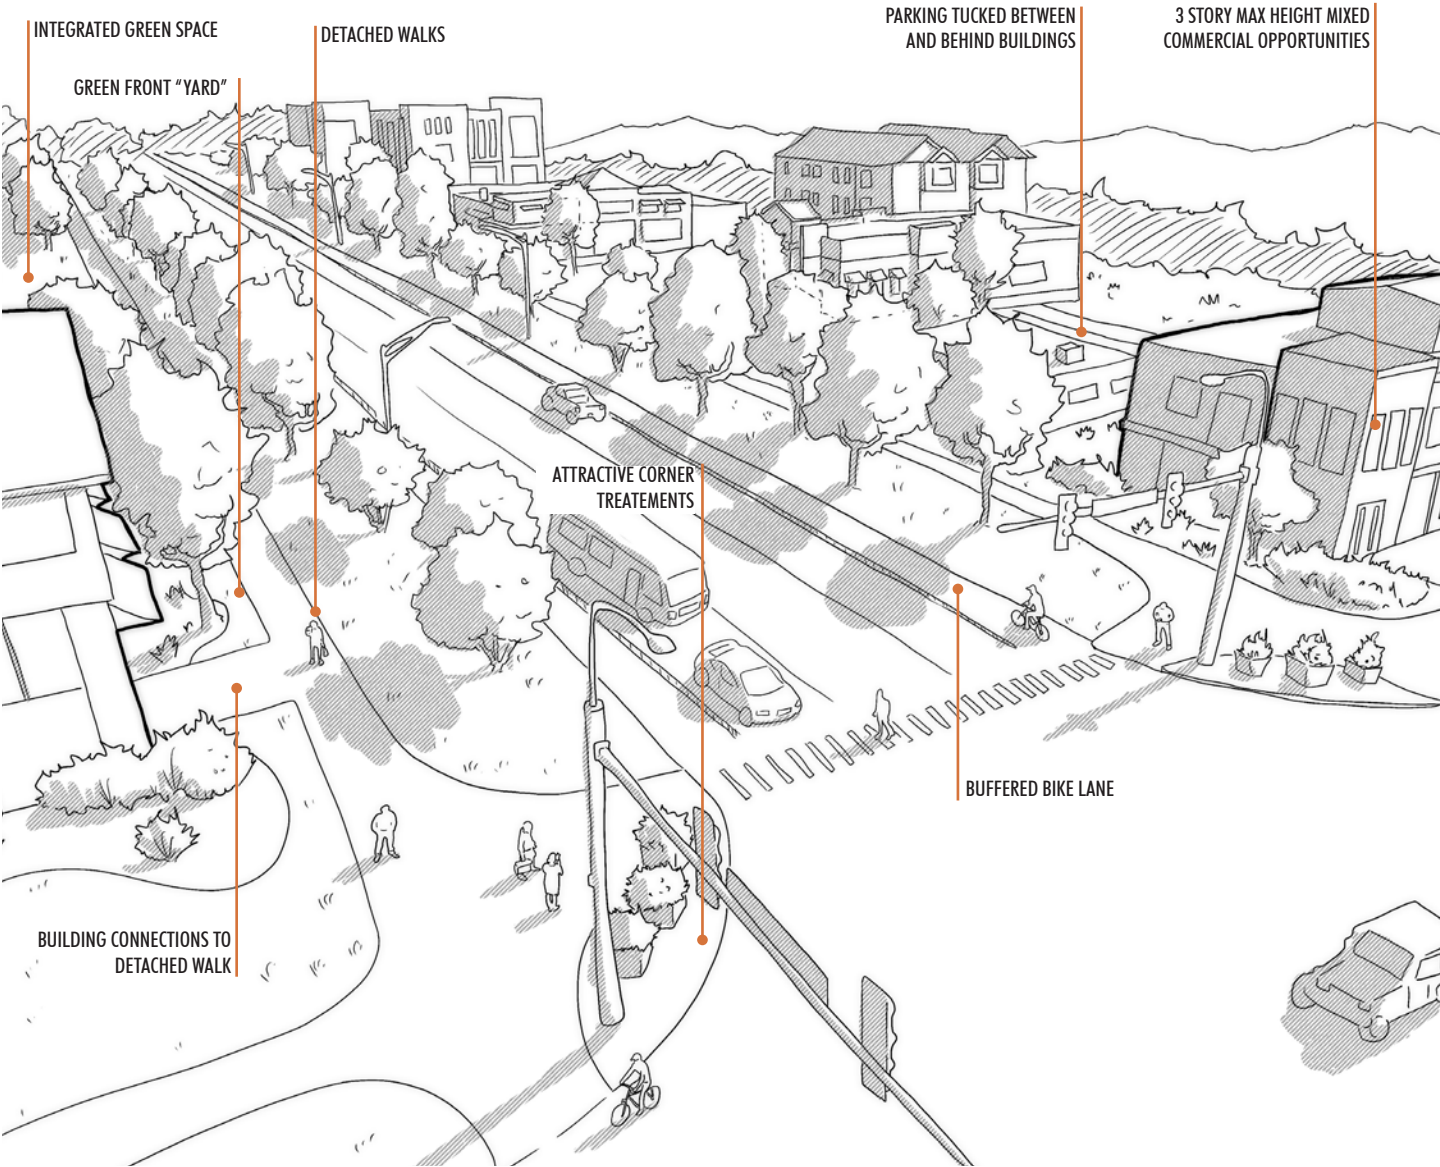 INTEGRATED GREEN SPACE
DETACHED WALKS
PARKING TUCKED BETWEEN
AND BEHIND BUILDINGS
3 STORY MAX HEIGHT MIXED
COMMERCIAL OPPORTUNITIES
GREEN FRONT “YARD”
ATTRACTIVE CORNER
TREATEMENTS
BUFFERED BIKE LANE
BUILDING CONNECTIONS TO
DETACHED WALK